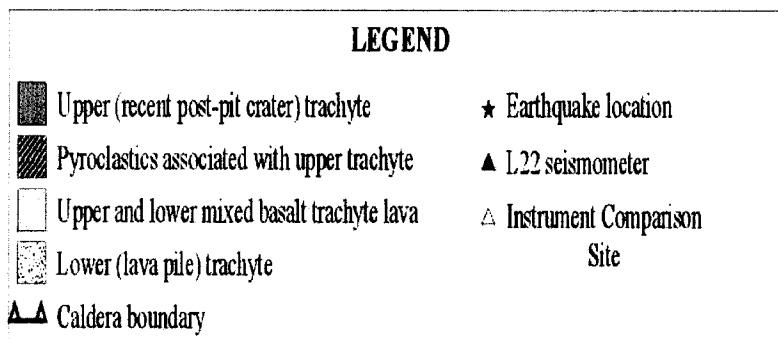 LEGEND
Upper (recent post-pit crater) trachyte
Pyroclastics associated with upper trachyte
Upper and lower mixed basalt trachyte lava
Lower (lava pile) trachyte
Caldera boundary
Earthquake location
L22 seismometer
Instrument Comparison
Site